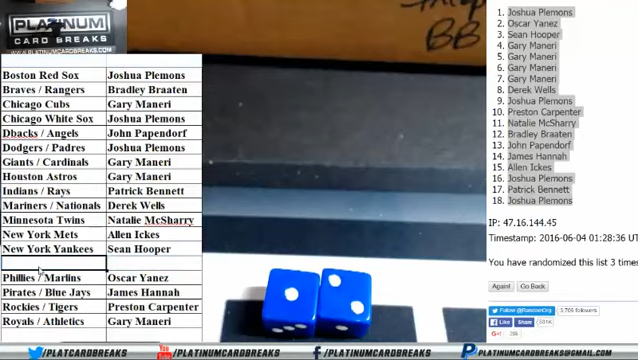 PLATINUM
CARD BREAKS
WWW.PLATINUMCARDBREAKS.COM
BB
Boston Red Sox Joshua Plemons
Braves / Rangers Bradley Braaten
Chicago Cubs Gary Maneri
Chicago White Sox Joshua Plemons
Dbacks / Angels John Papendorf
Dodgers / Padres Joshua Plemons
Giants / Cardinals Gary Maneri
Houston Astros Gary Maneri
Indians / Rays Patrick Bennett
Mariners / Nationals Derek Wells
Minnesota Twins Natalie McSharry
New York Mets Allen Ickes
New York Yankees Sean Hooper
Phillies / Marlins Oscar Yanez
Pirates / Blue Jays James Hannah
Rockies / Tigers Preston Carpenter
Royals / Athletics Gary Maneri
1. Joshua Plemons
2. Oscar Yanez
3. Sean Hooper
4. Gary Maneri
5. Gary Maneri
6. Gary Maneri
7. Gary Maneri
8. Derek Wells
9. Joshua Plemons
10. Preston Carpenter
11. Natalie McSharry
12. Bradley Braaten
13. John Papendorf
14. James Hannah
15. Allen Ickes
16. Joshua Plemons
17. Patrick Bennett
18. Joshua Plemons
IP: 47.16.144.45
Timestamp: 2016-06-04 01:28:36 UT
You have randomized this list 3 times
Again! Go Back
Follow @RandomOrg 3,706 followers
Like Share
/PLATCARDBREAKS /PLATINUMCARDBREAKS /PLATCARDBREAKS PLATINUMCARDBREAKS@GMAIL.COM